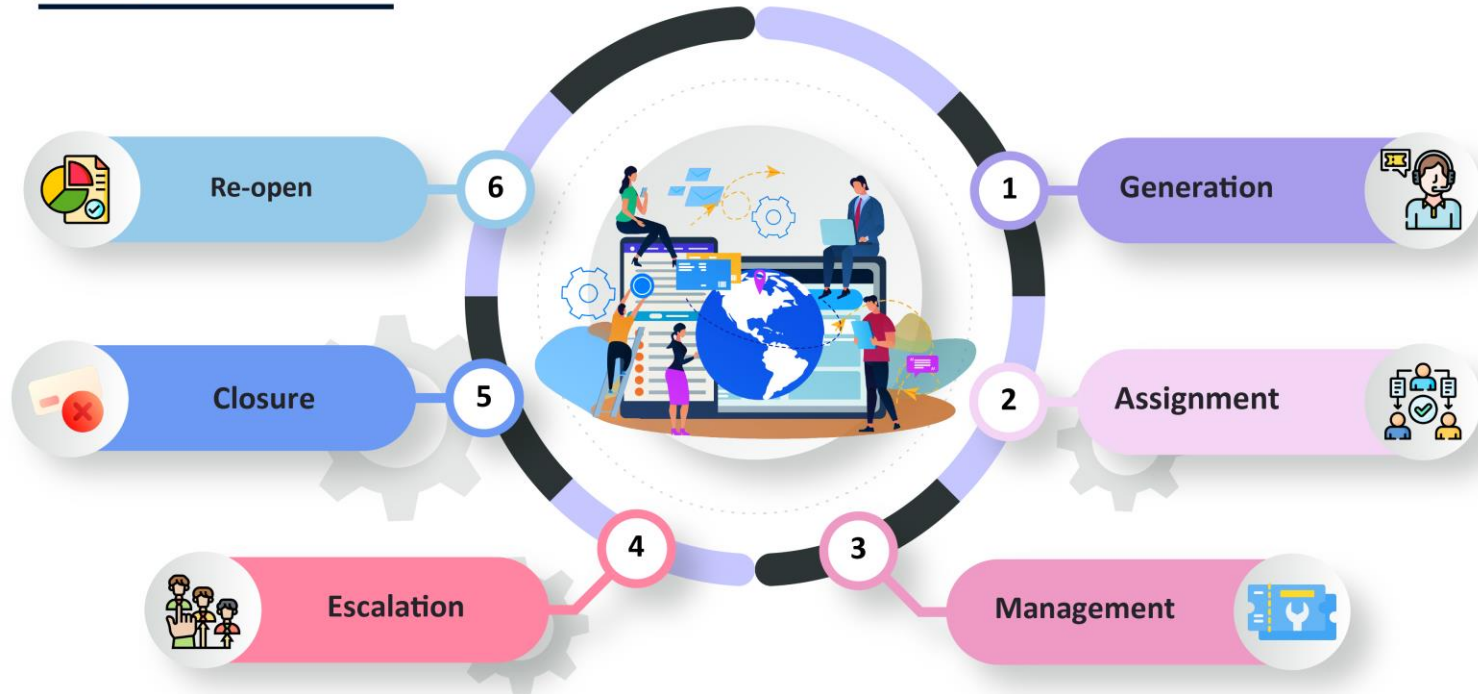 1
Generation
2
Assignment
3
Management
4
Escalation
5
Closure
6
Re-open